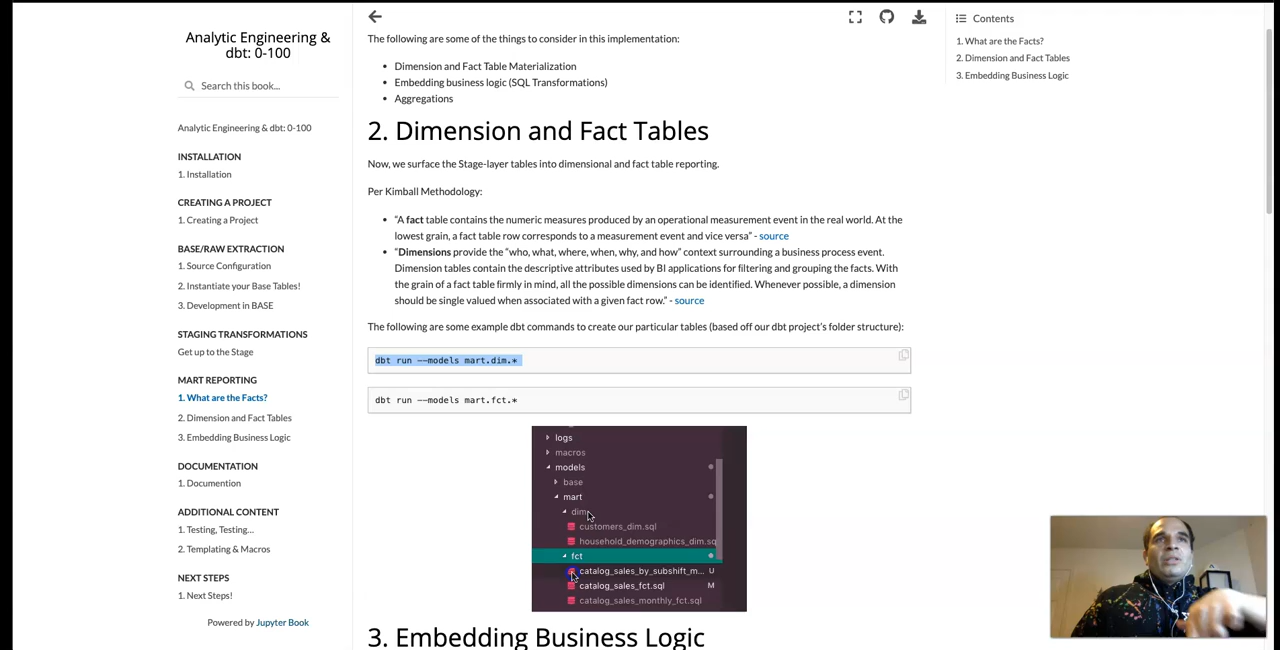 Analytic Engineering &
dbt: 0-100
Search this book...
Analytic Engineering & dbt: 0-100
INSTALLATION
1. Installation
CREATING A PROJECT
1. Creating a Project
BASE/RAW EXTRACTION
1. Source Configuration
2. Instantiate your Base Tables!
3. Development in BASE
STAGING TRANSFORMATIONS
Get up to the Stage
MART REPORTING
1. What are the Facts?
2. Dimension and Fact Tables
3. Embedding Business Logic
DOCUMENTATION
1. Documention
ADDITIONAL CONTENT
1. Testing, Testing...
2. Templating & Macros
NEXT STEPS
1. Next Steps!
Powered by Jupyter Book
The following are some of the things to consider in this implementation:
Dimension and Fact Table Materialization
Embedding business logic (SQL Transformations)
Aggregations
2. Dimension and Fact Tables
Now, we surface the Stage-layer tables into dimensional and fact table reporting.
Per Kimball Methodology:
“A fact table contains the numeric measures produced by an operational measurement event in the real world. At the
lowest grain, a fact table row corresponds to a measurement event and vice versa” - source
“Dimensions provide the “who, what, where, when, why, and how” context surrounding a business process event.
Dimension tables contain the descriptive attributes used by BI applications for filtering and grouping the facts. With
the grain of a fact table firmly in mind, all the possible dimensions can be identified. Whenever possible, a dimension
should be single valued when associated with a given fact row.” - source
The following are some example dbt commands to create our particular tables (based off our dbt project’s folder structure):
dbt run --models mart.dim.*
dbt run --models mart.fct.*
logs
macros
models
base
mart
dim
customers_dim.sql
household_demographics_dim.sq
fct
catalog_sales_by_subshift_m... U
catalog_sales_fct.sql M
catalog_sales_monthly_fct.sql
3. Embedding Business Logic
Contents
1. What are the Facts?
2. Dimension and Fact Tables
3. Embedding Business Logic